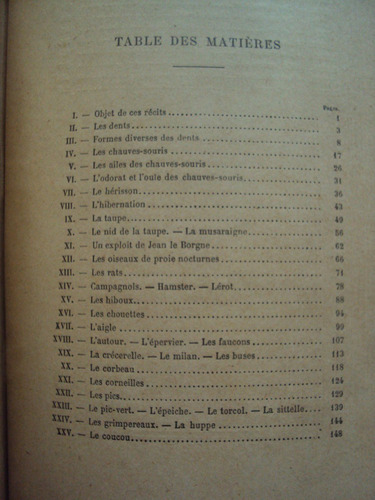 TABLE DES MATIÈRES
Pages.
I. — Objet de ces récits 1
II. — Les dents 3
III. — Formes diverses des dents 8
IV. — Les chauves-souris 17
V. — Les ailes des chauves-souris 26
VI. — L'odorat et l'ouïe des chauves-souris 31
VII. — Le hérisson 36
VIII. — L'hibernation 43
IX. — La taupe 49
X. — Le nid de la taupe. — La musaraigne 56
XI. — Un exploit de Jean le Borgne 62
XII. — Les oiseaux de proie nocturnes 66
XIII. — Les rats 71
XIV. — Campagnols. — Hamster. — Lérot 78
XV. — Les hiboux 88
XVI. — Les chouettes 94
XVII. — L'aigle 99
XVIII. — L'autour. — L'épervier. — Les faucons 107
XIX. — La crécerelle. — Le milan. — Les buses 113
XX. — Le corbeau 118
XXI. — Les corneilles 124
XXII. — Les pics 129
XXIII. — Le pic-vert. — L'épeiche. — Le torcol. — La sittelle 139
XXIV. — Les grimpereaux. — La huppe 144
XXV. — Le coucou 148